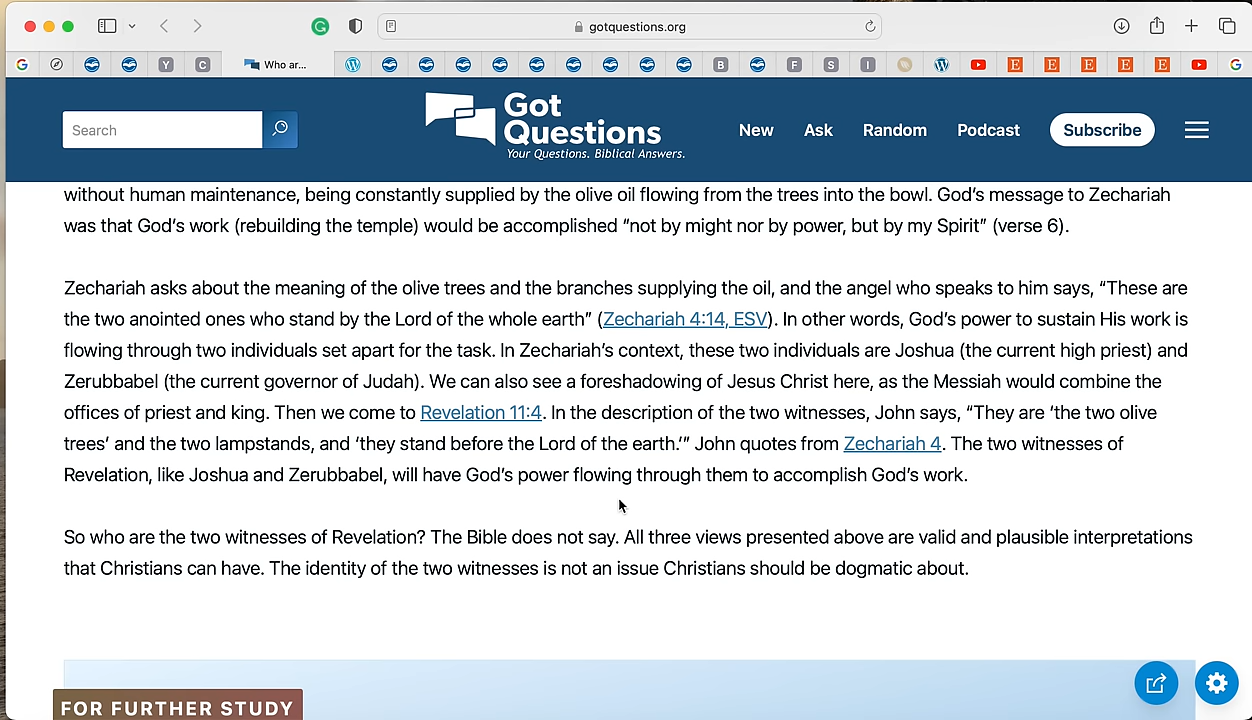 gotquestions.org
G
Y
C
Who ar...
B
F
S
I
E
E
E
E
E
G
Search
Got
Questions
Your Questions. Biblical Answers.
New
Ask
Random
Podcast
Subscribe
without human maintenance, being constantly supplied by the olive oil flowing from the trees into the bowl. God’s message to Zechariah
was that God’s work (rebuilding the temple) would be accomplished “not by might nor by power, but by my Spirit” (verse 6).
Zechariah asks about the meaning of the olive trees and the branches supplying the oil, and the angel who speaks to him says, “These are
the two anointed ones who stand by the Lord of the whole earth” (Zechariah 4:14, ESV). In other words, God’s power to sustain His work is
flowing through two individuals set apart for the task. In Zechariah’s context, these two individuals are Joshua (the current high priest) and
Zerubbabel (the current governor of Judah). We can also see a foreshadowing of Jesus Christ here, as the Messiah would combine the
offices of priest and king. Then we come to Revelation 11:4. In the description of the two witnesses, John says, “They are ‘the two olive
trees’ and the two lampstands, and ‘they stand before the Lord of the earth.’” John quotes from Zechariah 4. The two witnesses of
Revelation, like Joshua and Zerubbabel, will have God’s power flowing through them to accomplish God’s work.
So who are the two witnesses of Revelation? The Bible does not say. All three views presented above are valid and plausible interpretations
that Christians can have. The identity of the two witnesses is not an issue Christians should be dogmatic about.
FOR FURTHER STUDY